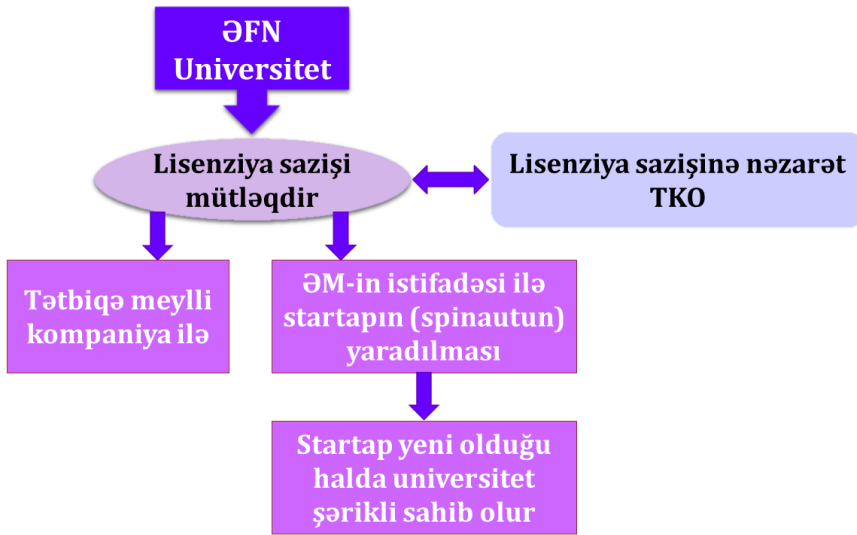 ƏFN
Universitet
Lisenziya sazişi
mütləqdir
Lisenziya sazişinə nəzarət
TKO
Tətbiqə meylli
kompaniya ilə
ƏM-in istifadəsi ilə
startapın (spinautun)
yaradılması
Startap yeni olduğu
halda universitet
şərikli sahib olur